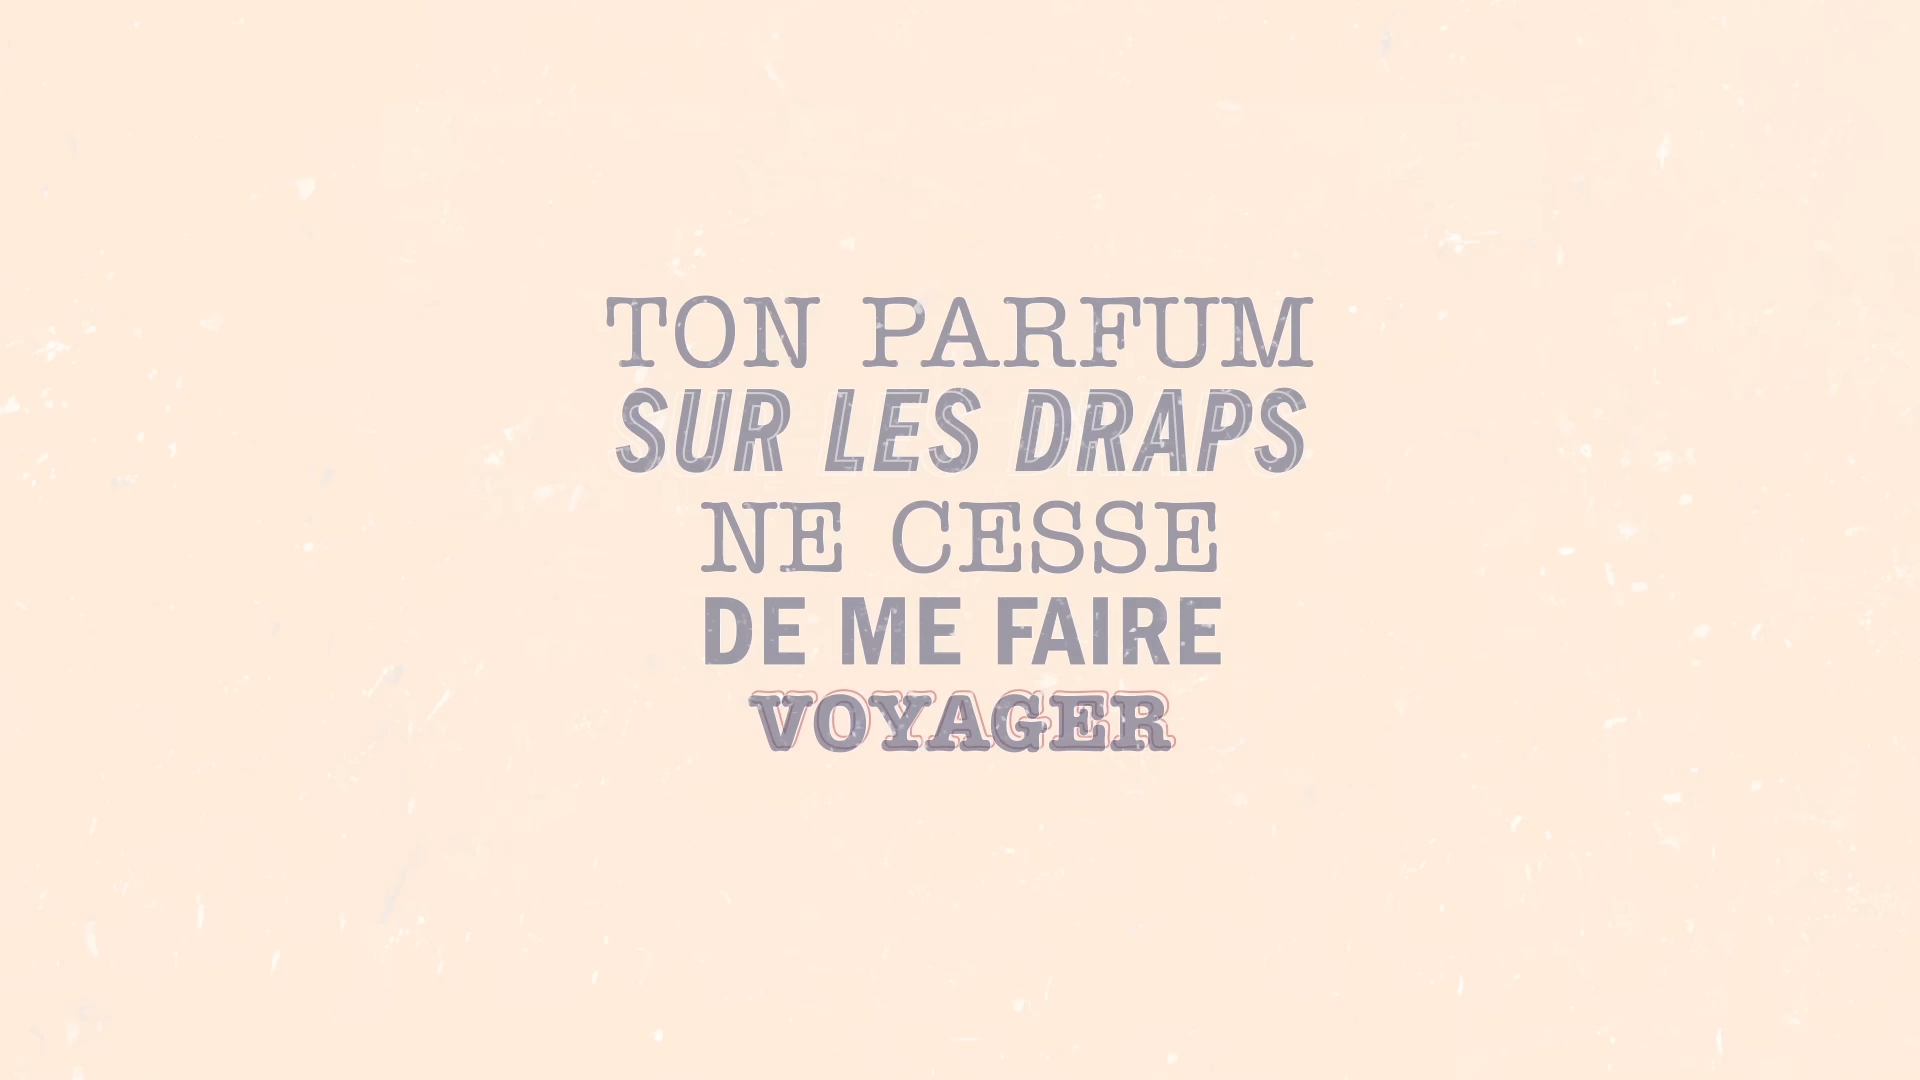 TON PARFUM
SUR LES DRAPS
NE CESSE
DE ME FAIRE
VOYAGER